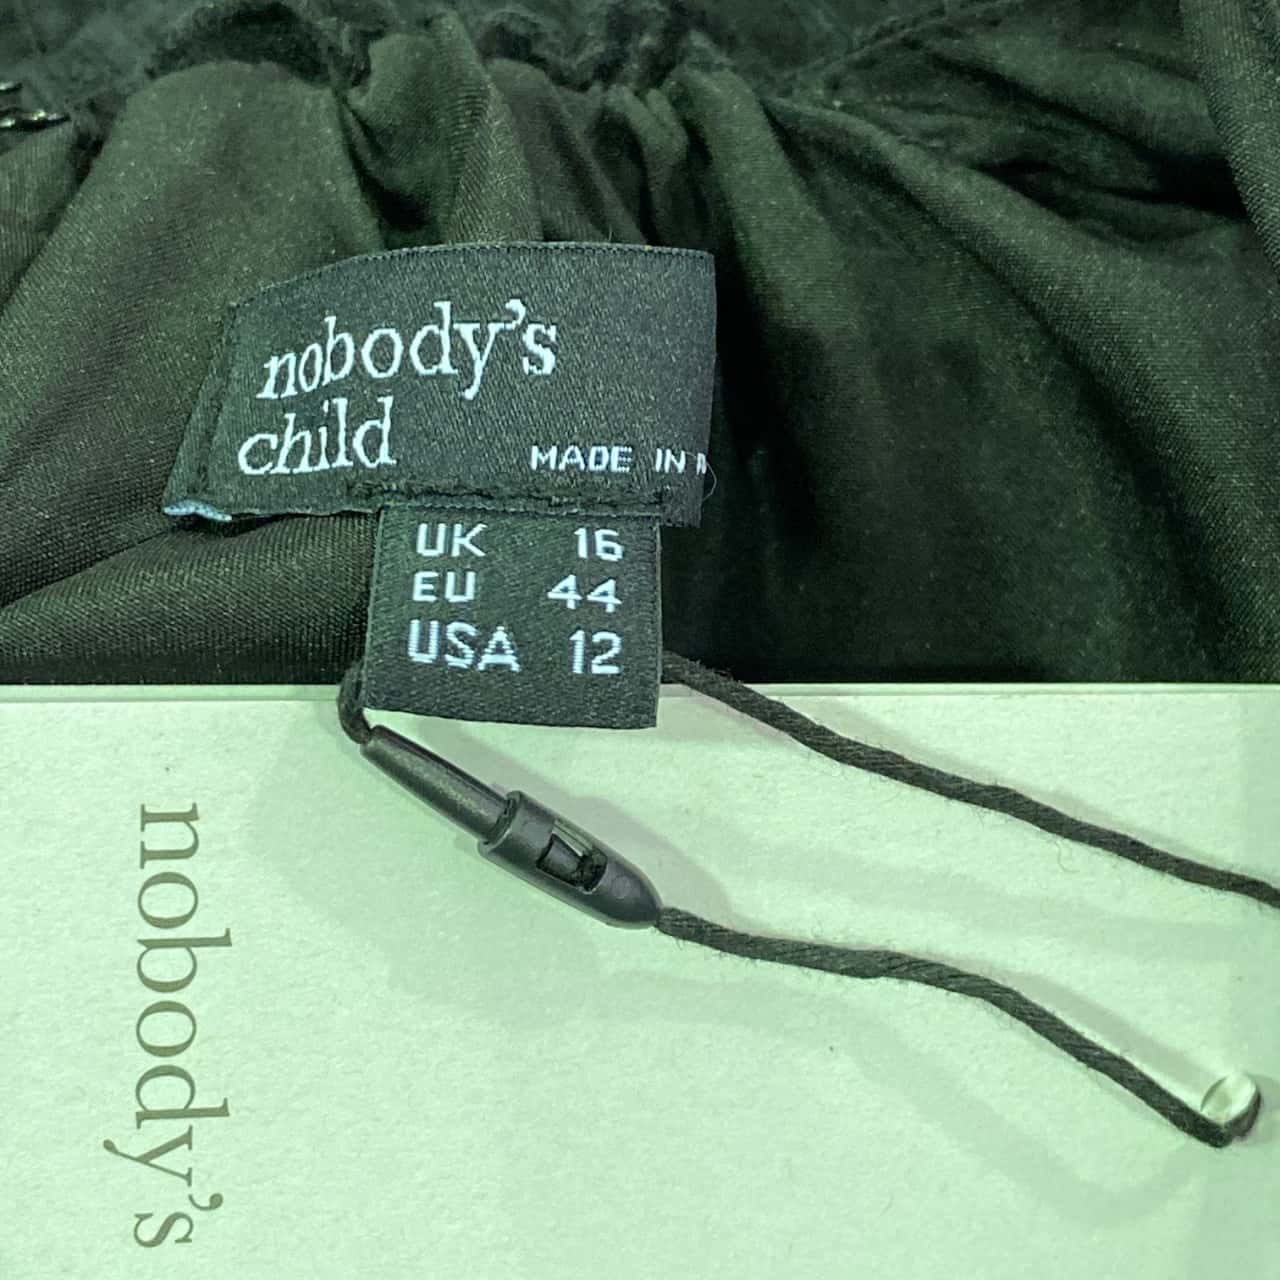 nobody's
child
MADE IN
UK 16
EU 44
USA 12
nobody's